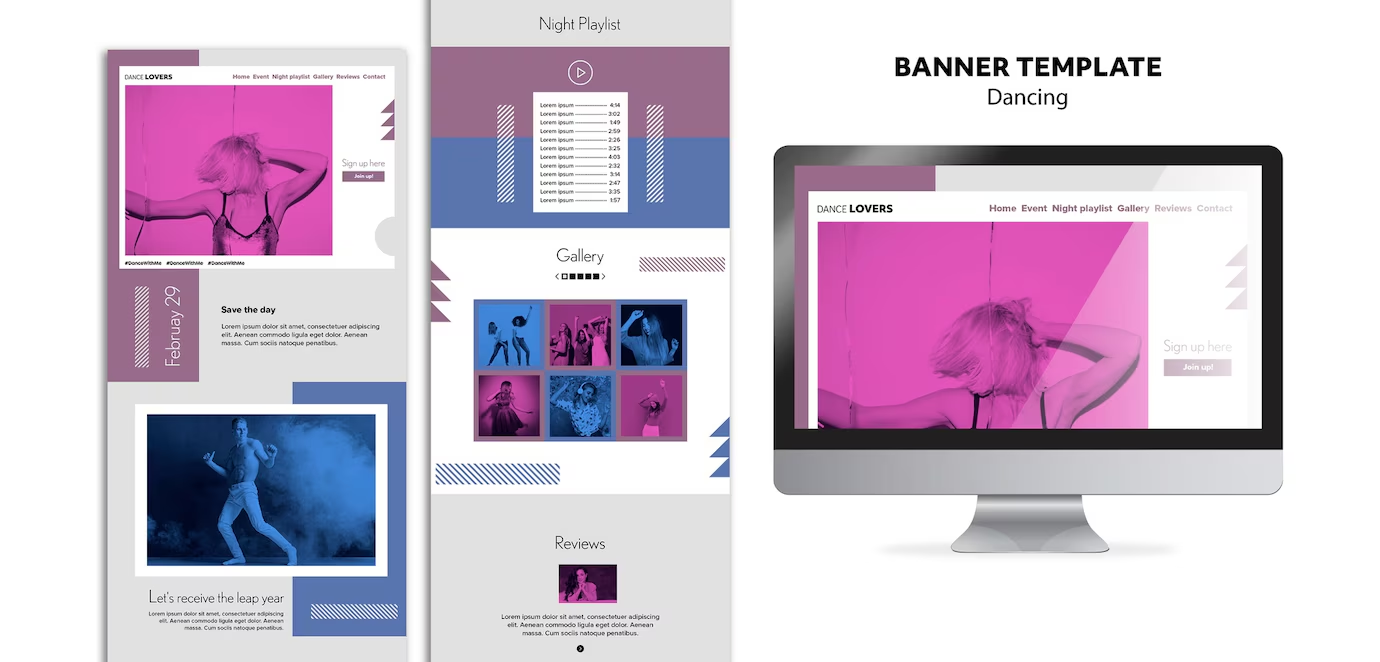 DANCE LOVERS
Home Event Night playlist Gallery Reviews Contact
Sign up here
Join up!
#DanceWithMe #DanceWithMe #DanceWithMe
Februay 29
Save the day
Lorem ipsum dolor sit amet, consectetuer adipiscing
elit. Aenean commodo ligula eget dolor. Aenean
massa. Cum sociis natoque penatibus.
Let's receive the leap year
Lorem ipsum dolor sit amet, consectetuer adipiscing
elit. Aenean commodo ligula eget dolor. Aenean
massa. Cum sociis natoque penatibus.
Night Playlist
Lorem ipsum 4:14
Lorem ipsum 3:02
Lorem ipsum 1:49
Lorem ipsum 2:59
Lorem ipsum 2:26
Lorem ipsum 3:25
Lorem ipsum 4:03
Lorem ipsum 2:32
Lorem ipsum 3:14
Lorem ipsum 2:47
Lorem ipsum 3:35
Lorem ipsum 1:57
Gallery
Reviews
Lorem ipsum dolor sit amet, consectetuer adipiscing
elit. Aenean commodo ligula eget dolor. Aenean
massa. Cum sociis natoque penatibus.
BANNER TEMPLATE
Dancing
DANCE LOVERS
Home Event Night playlist Gallery Reviews Contact
Sign up here
Join up!